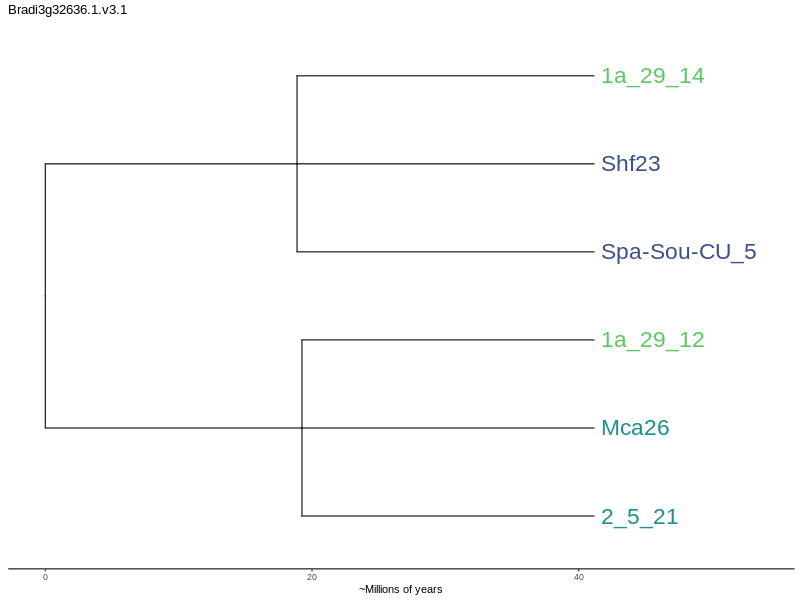 Bradi3g32636.1.v3.1
1a_29_14
Shf23
Spa-Sou-CU_5
1a_29_12
Mca26
2_5_21
0 20 40
~Millions of years